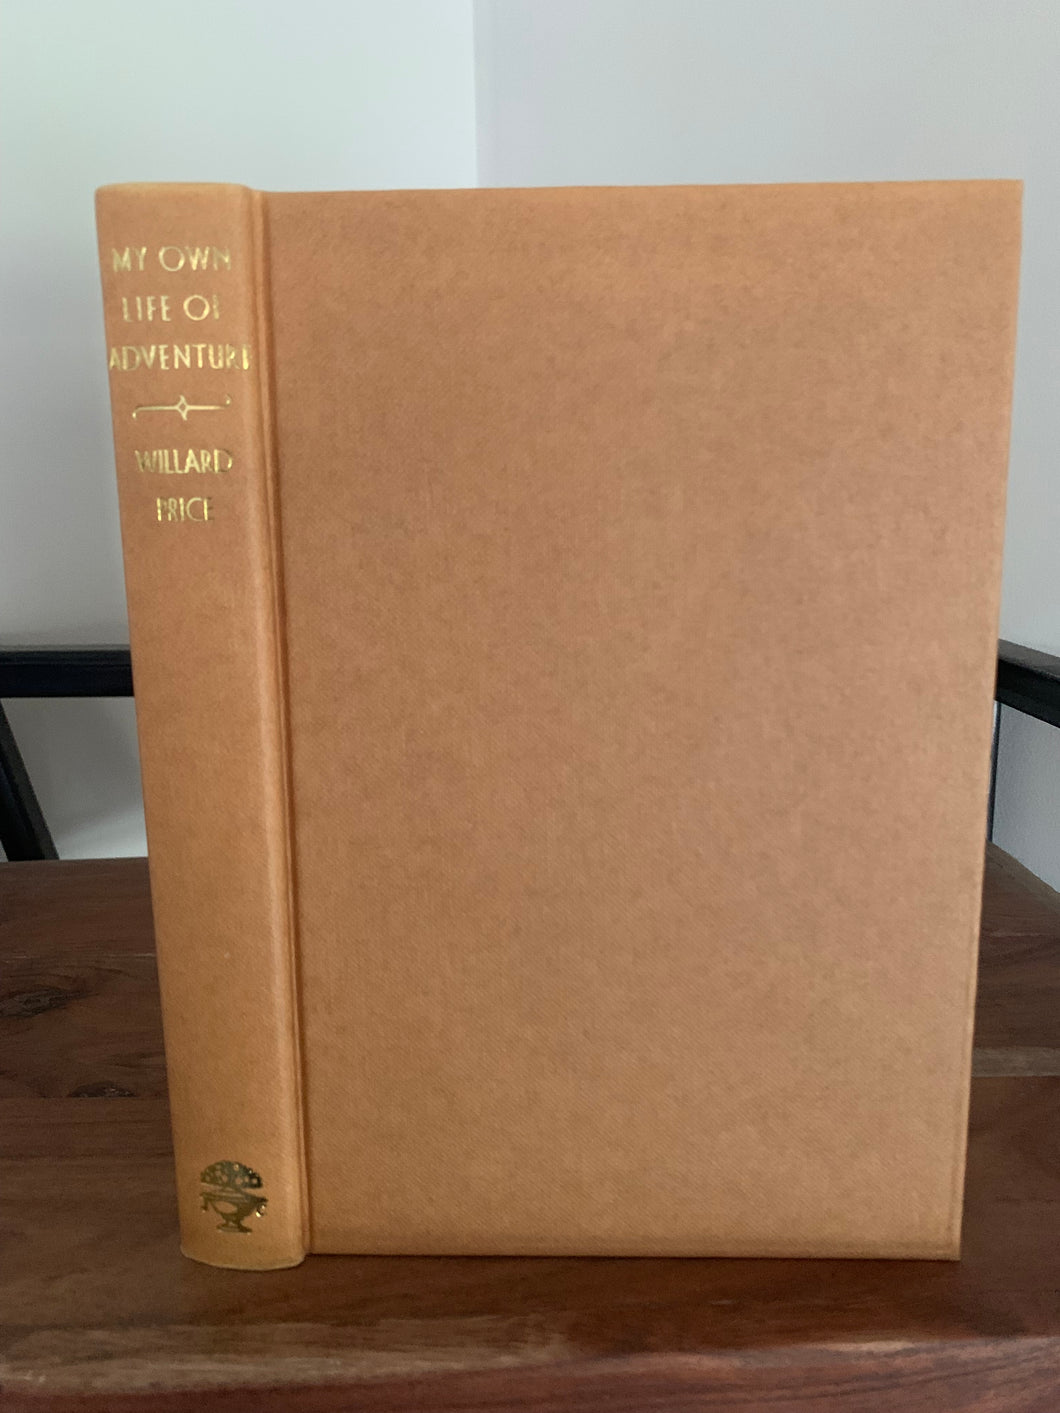 MY OWN
LIFE OF
ADVENTURE
WILLARD
PRICE